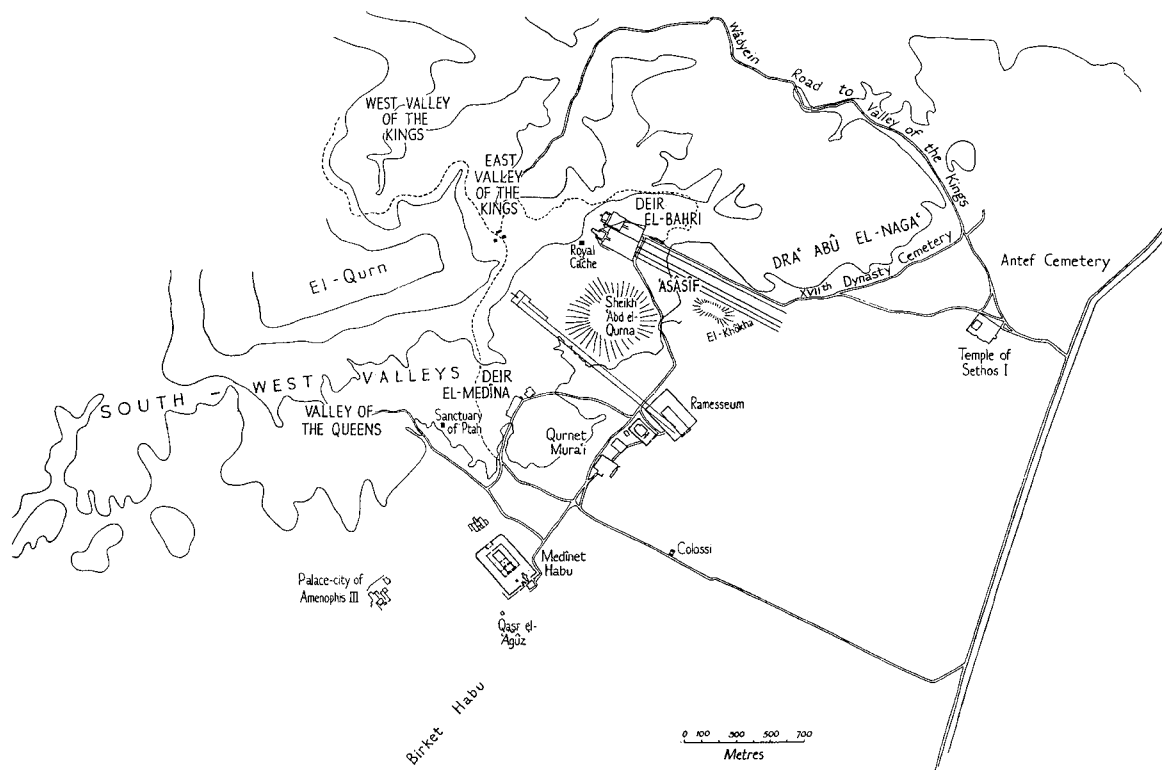 Wâdyein
Road to
Valley of the
Kings
WEST VALLEY
OF THE
KINGS
EAST
VALLEY
OF THE
KINGS
DEIR
EL-BAHRI
DRAʿ ABÛ EL-NAGAʿ
XVIIth Dynasty Cemetery
Antef Cemetery
Royal
Cache
El-Qurn
ʿASASIF
Sheikh
ʿAbd el-
Qurna
El-Khôkha
Temple of
Sethos I
SOUTH-WEST VALLEYS
DEIR
EL-MEDÎNA
VALLEY OF
THE QUEENS
Sanctuary
of Ptah
Ramesseum
Qurnet
Muraʿi
Colossi
Medînet
Habu
Palace-city of
Amenophis III
Qaṣr el-
ʿAgûz
Birket Habu
0 100 300 500 700
Metres